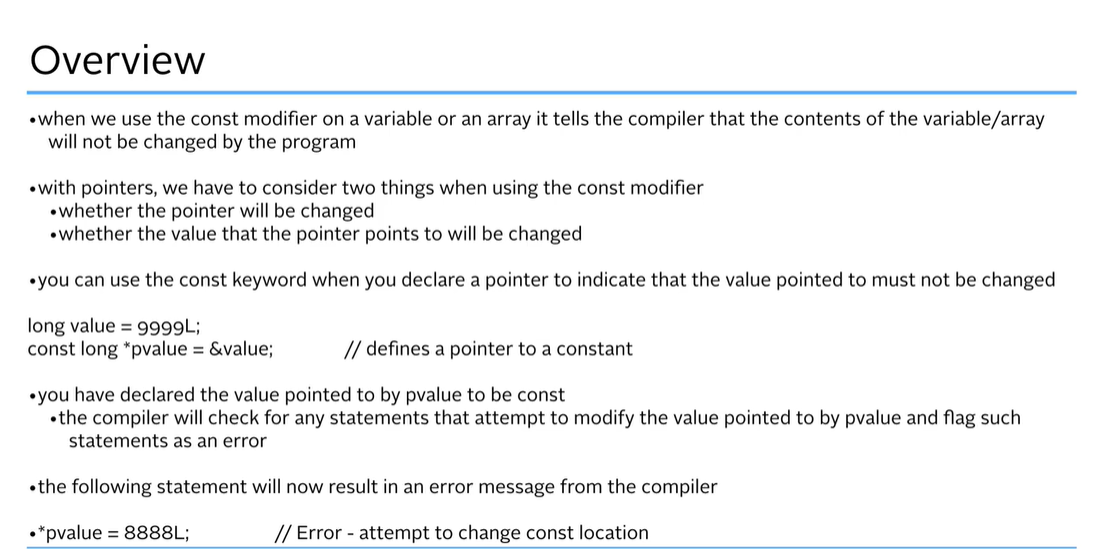 Overview
•when we use the const modifier on a variable or an array it tells the compiler that the contents of the variable/array
will not be changed by the program
•with pointers, we have to consider two things when using the const modifier
•whether the pointer will be changed
•whether the value that the pointer points to will be changed
•you can use the const keyword when you declare a pointer to indicate that the value pointed to must not be changed
long value = 9999L;
const long *pvalue = &value; // defines a pointer to a constant
•you have declared the value pointed to by pvalue to be const
•the compiler will check for any statements that attempt to modify the value pointed to by pvalue and flag such
statements as an error
•the following statement will now result in an error message from the compiler
•*pvalue = 8888L; // Error - attempt to change const location